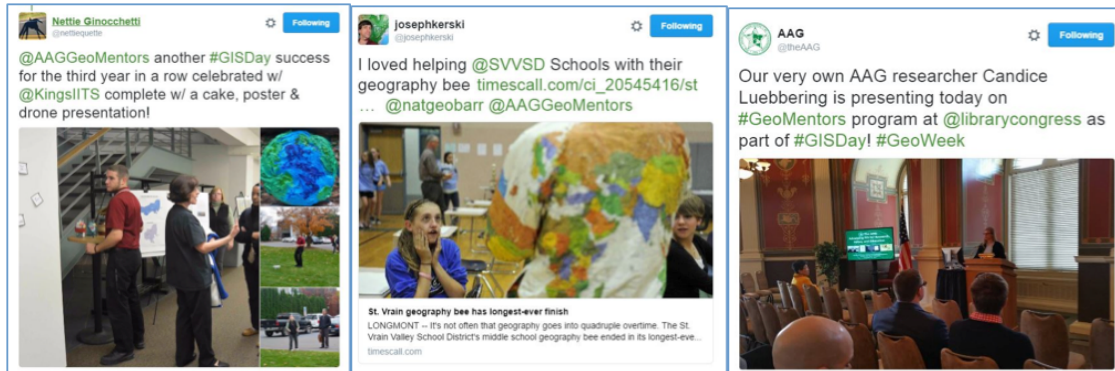 Nettie Ginocchetti
@nettiequette
Following
@AAGGeoMentors another #GISDay success
for the third year in a row celebrated w/
@KingsIITS complete w/ a cake, poster &
drone presentation!
josephkerski
@josephkerski
Following
I loved helping @SVVSD Schools with their
geography bee timescall.com/ci_20545416/st
… @natgeobarr @AAGGeoMentors
St. Vrain geography bee has longest-ever finish
LONGMONT -- It's not often that geography goes into quadruple overtime. The St.
Vrain Valley School District's middle school geography bee ended in its longest-eve...
timescall.com
AAG
@theAAG
Following
Our very own AAG researcher Candice
Luebbering is presenting today on
#GeoMentors program at @librarycongress as
part of #GISDay! #GeoWeek